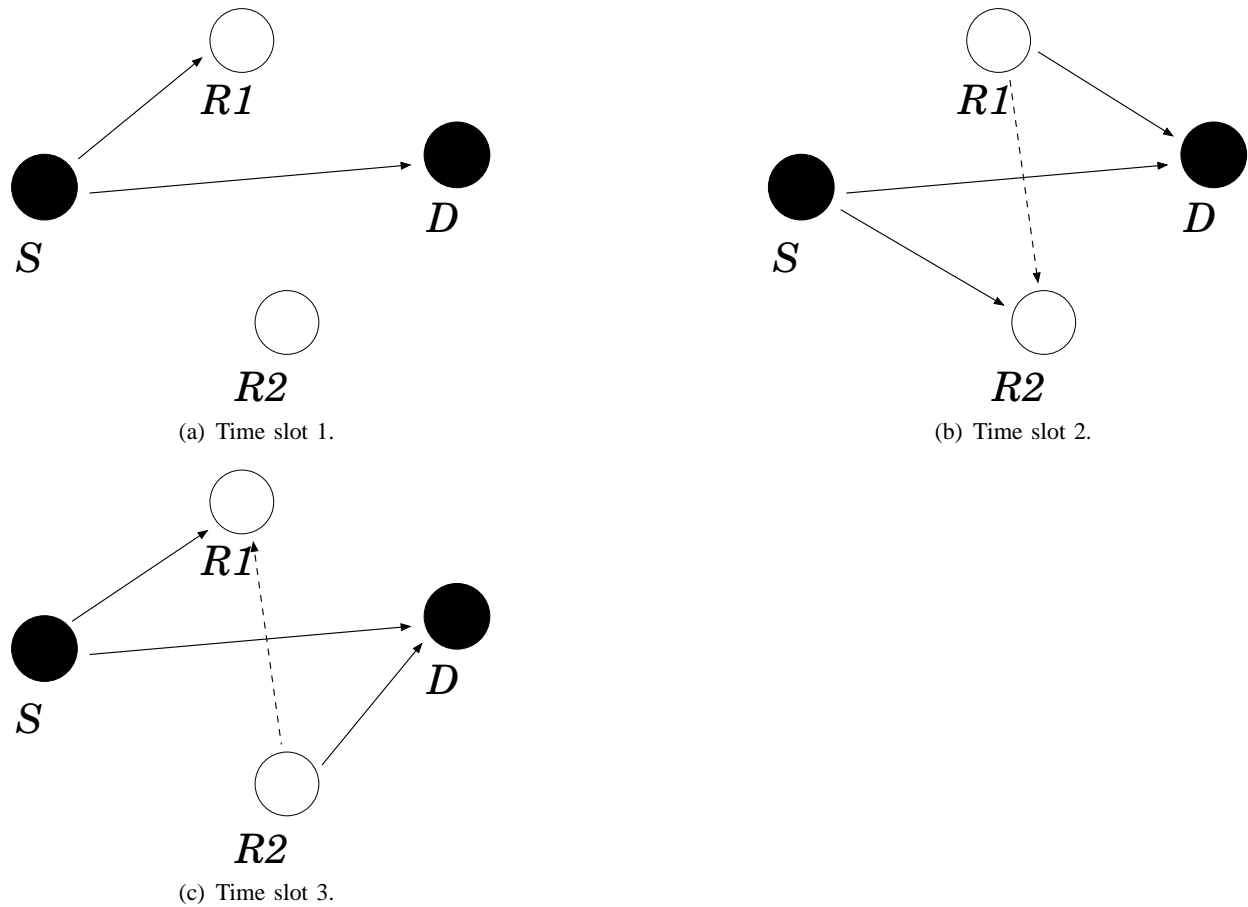 R1
S
D
R2
(a) Time slot 1.
R1
S
D
R2
(b) Time slot 2.
R1
S
D
R2
(c) Time slot 3.